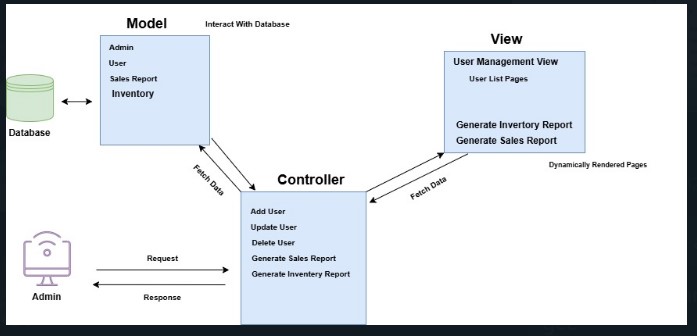 Model
Interact With Database
Admin
User
Sales Report
Inventory
Database
View
User Management View
User List Pages
Generate Invertory Report
Generate Sales Report
Dynamically Rendered Pages
Fetch Data
Fetch Data
Controller
Add User
Update User
Delete User
Generate Sales Report
Generate Inventery Report
Request
Response
Admin